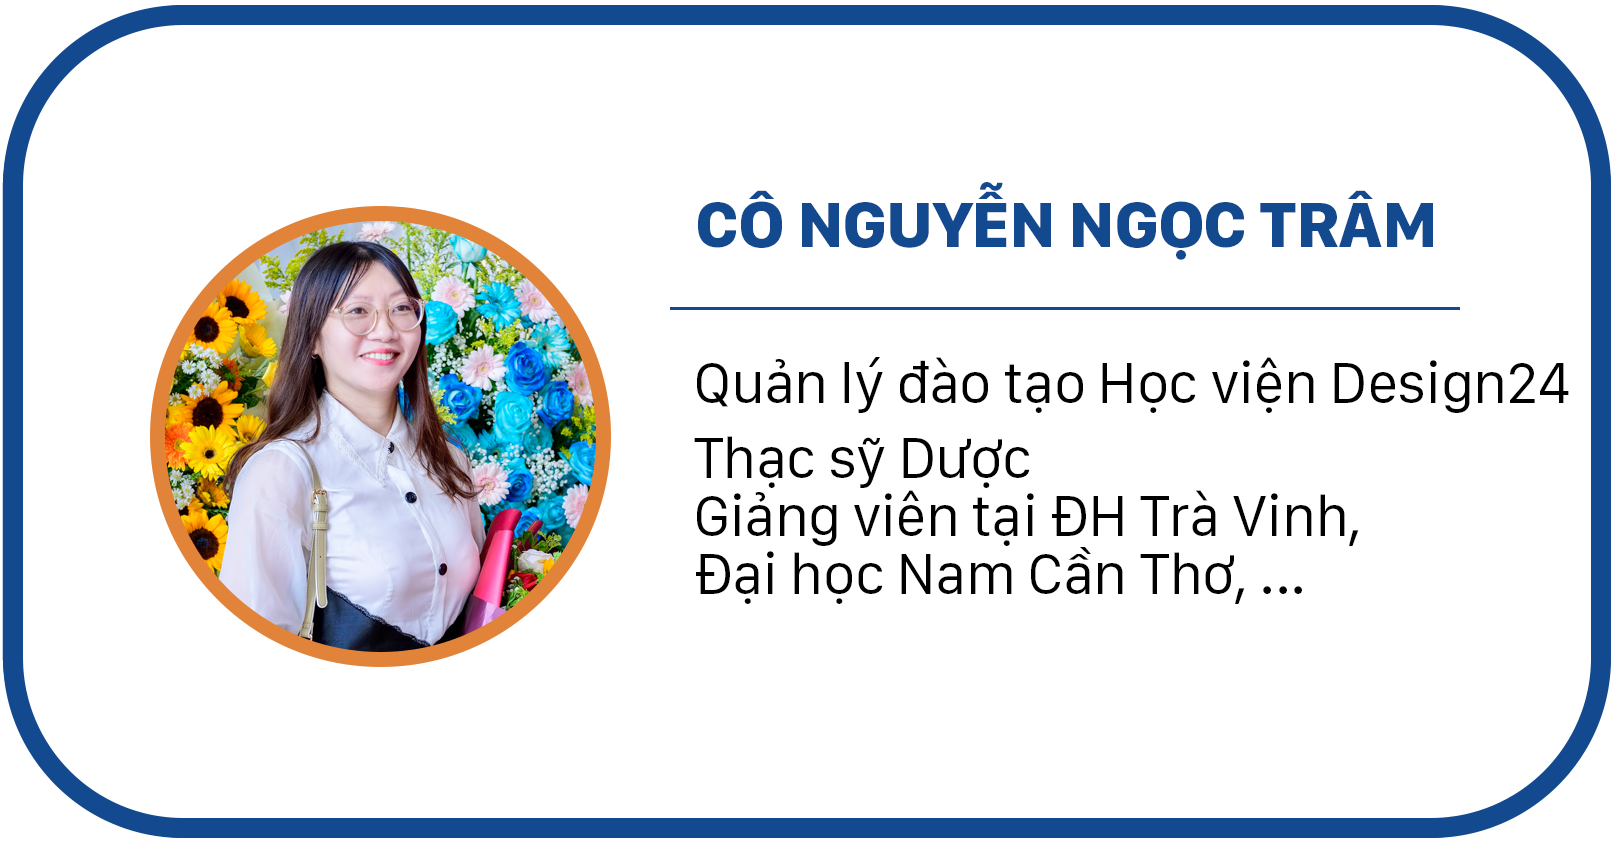 CÔ NGUYỄN NGỌC TRÂM
Quản lý đào tạo Học viện Design24
Thạc sỹ Dược
Giảng viên tại ĐH Trà Vinh,
Đại học Nam Cần Thơ, ...